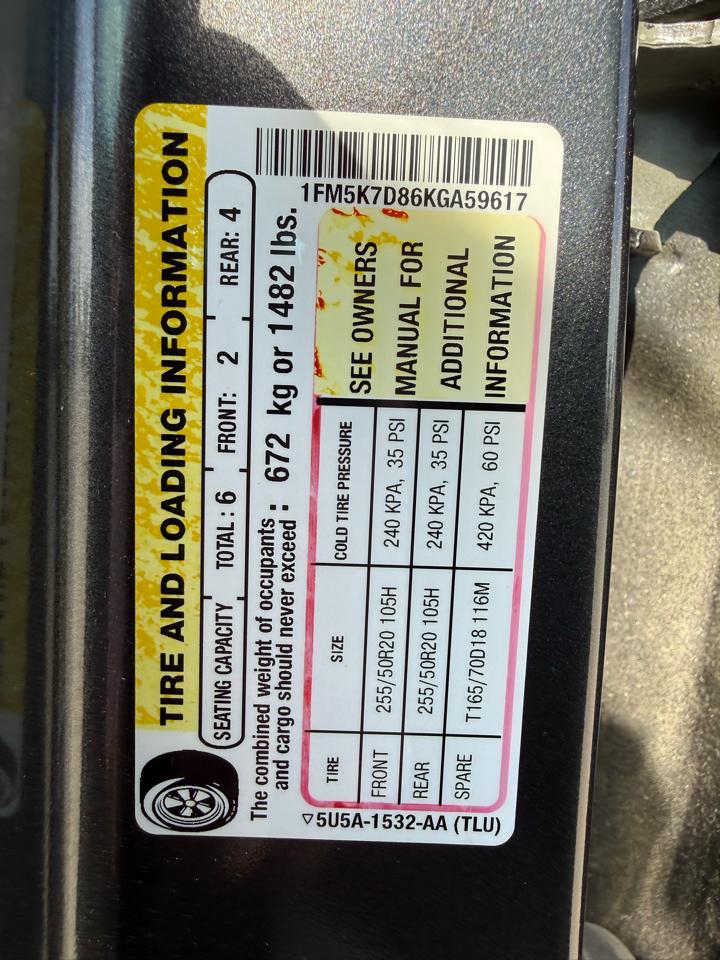 TIRE AND LOADING INFORMATION
SEATING CAPACITY TOTAL : 6 FRONT: 2 REAR: 4
The combined weight of occupants
and cargo should never exceed : 672 kg or 1482 lbs.
TIRE SIZE COLD TIRE PRESSURE
FRONT 255/50R20 105H 240 KPA, 35 PSI
REAR 255/50R20 105H 240 KPA, 35 PSI
SPARE T165/70D18 116M 420 KPA, 60 PSI
SEE OWNERS
MANUAL FOR
ADDITIONAL
INFORMATION
▽5U5A-1532-AA (TLU)
1FM5K7D86KGA59617